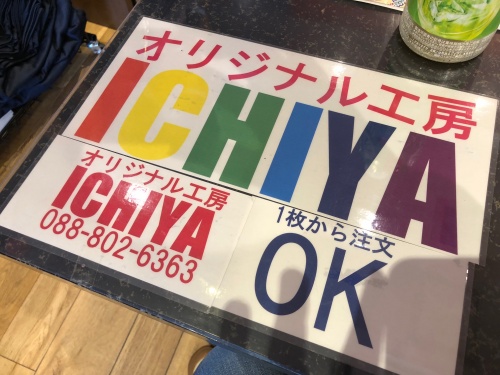 オリジナル工房
ICHIYA
オリジナル工房
ICHIYA
088-802-6363
1枚から注文
OK